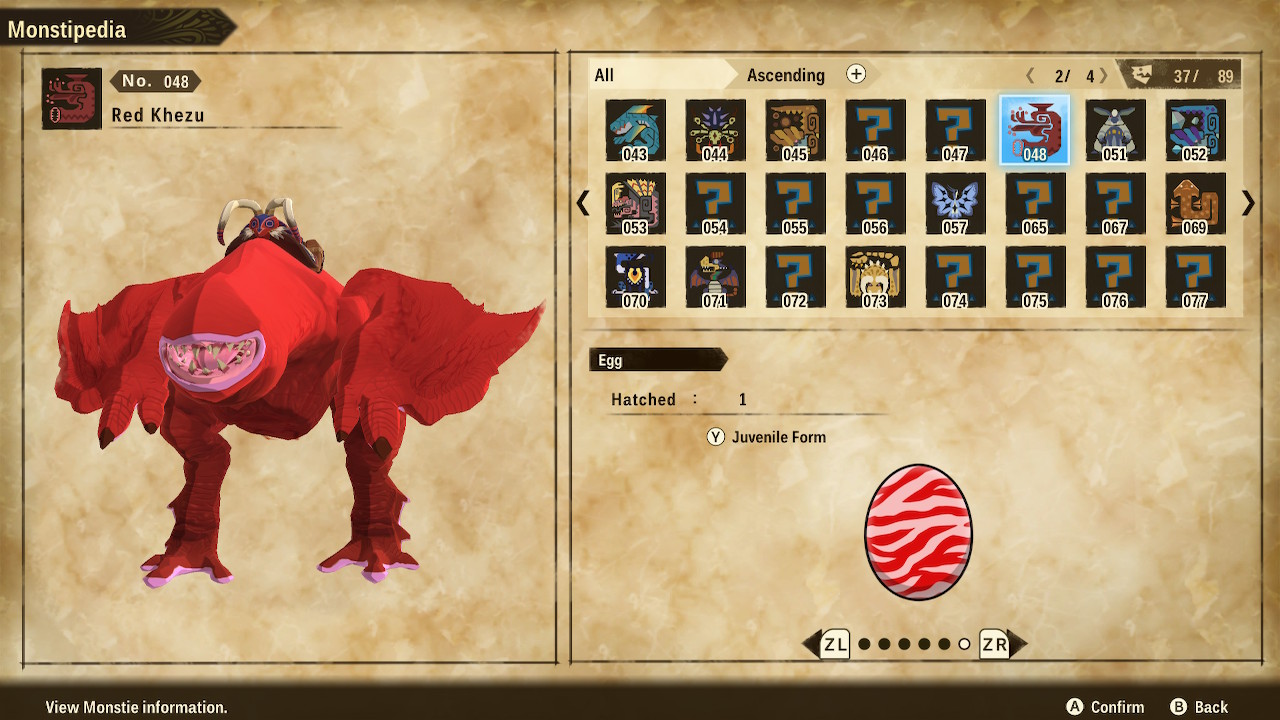 Monstipedia
No. 048
Red Khezu
All
Ascending
2/ 4
37/ 89
043 044 045 046 047 048 051 052
053 054 055 056 057 065 067 069
070 071 072 073 074 075 076 077
Egg
Hatched : 1
Y Juvenile Form
ZL ZR
View Monstie information.
A Confirm B Back